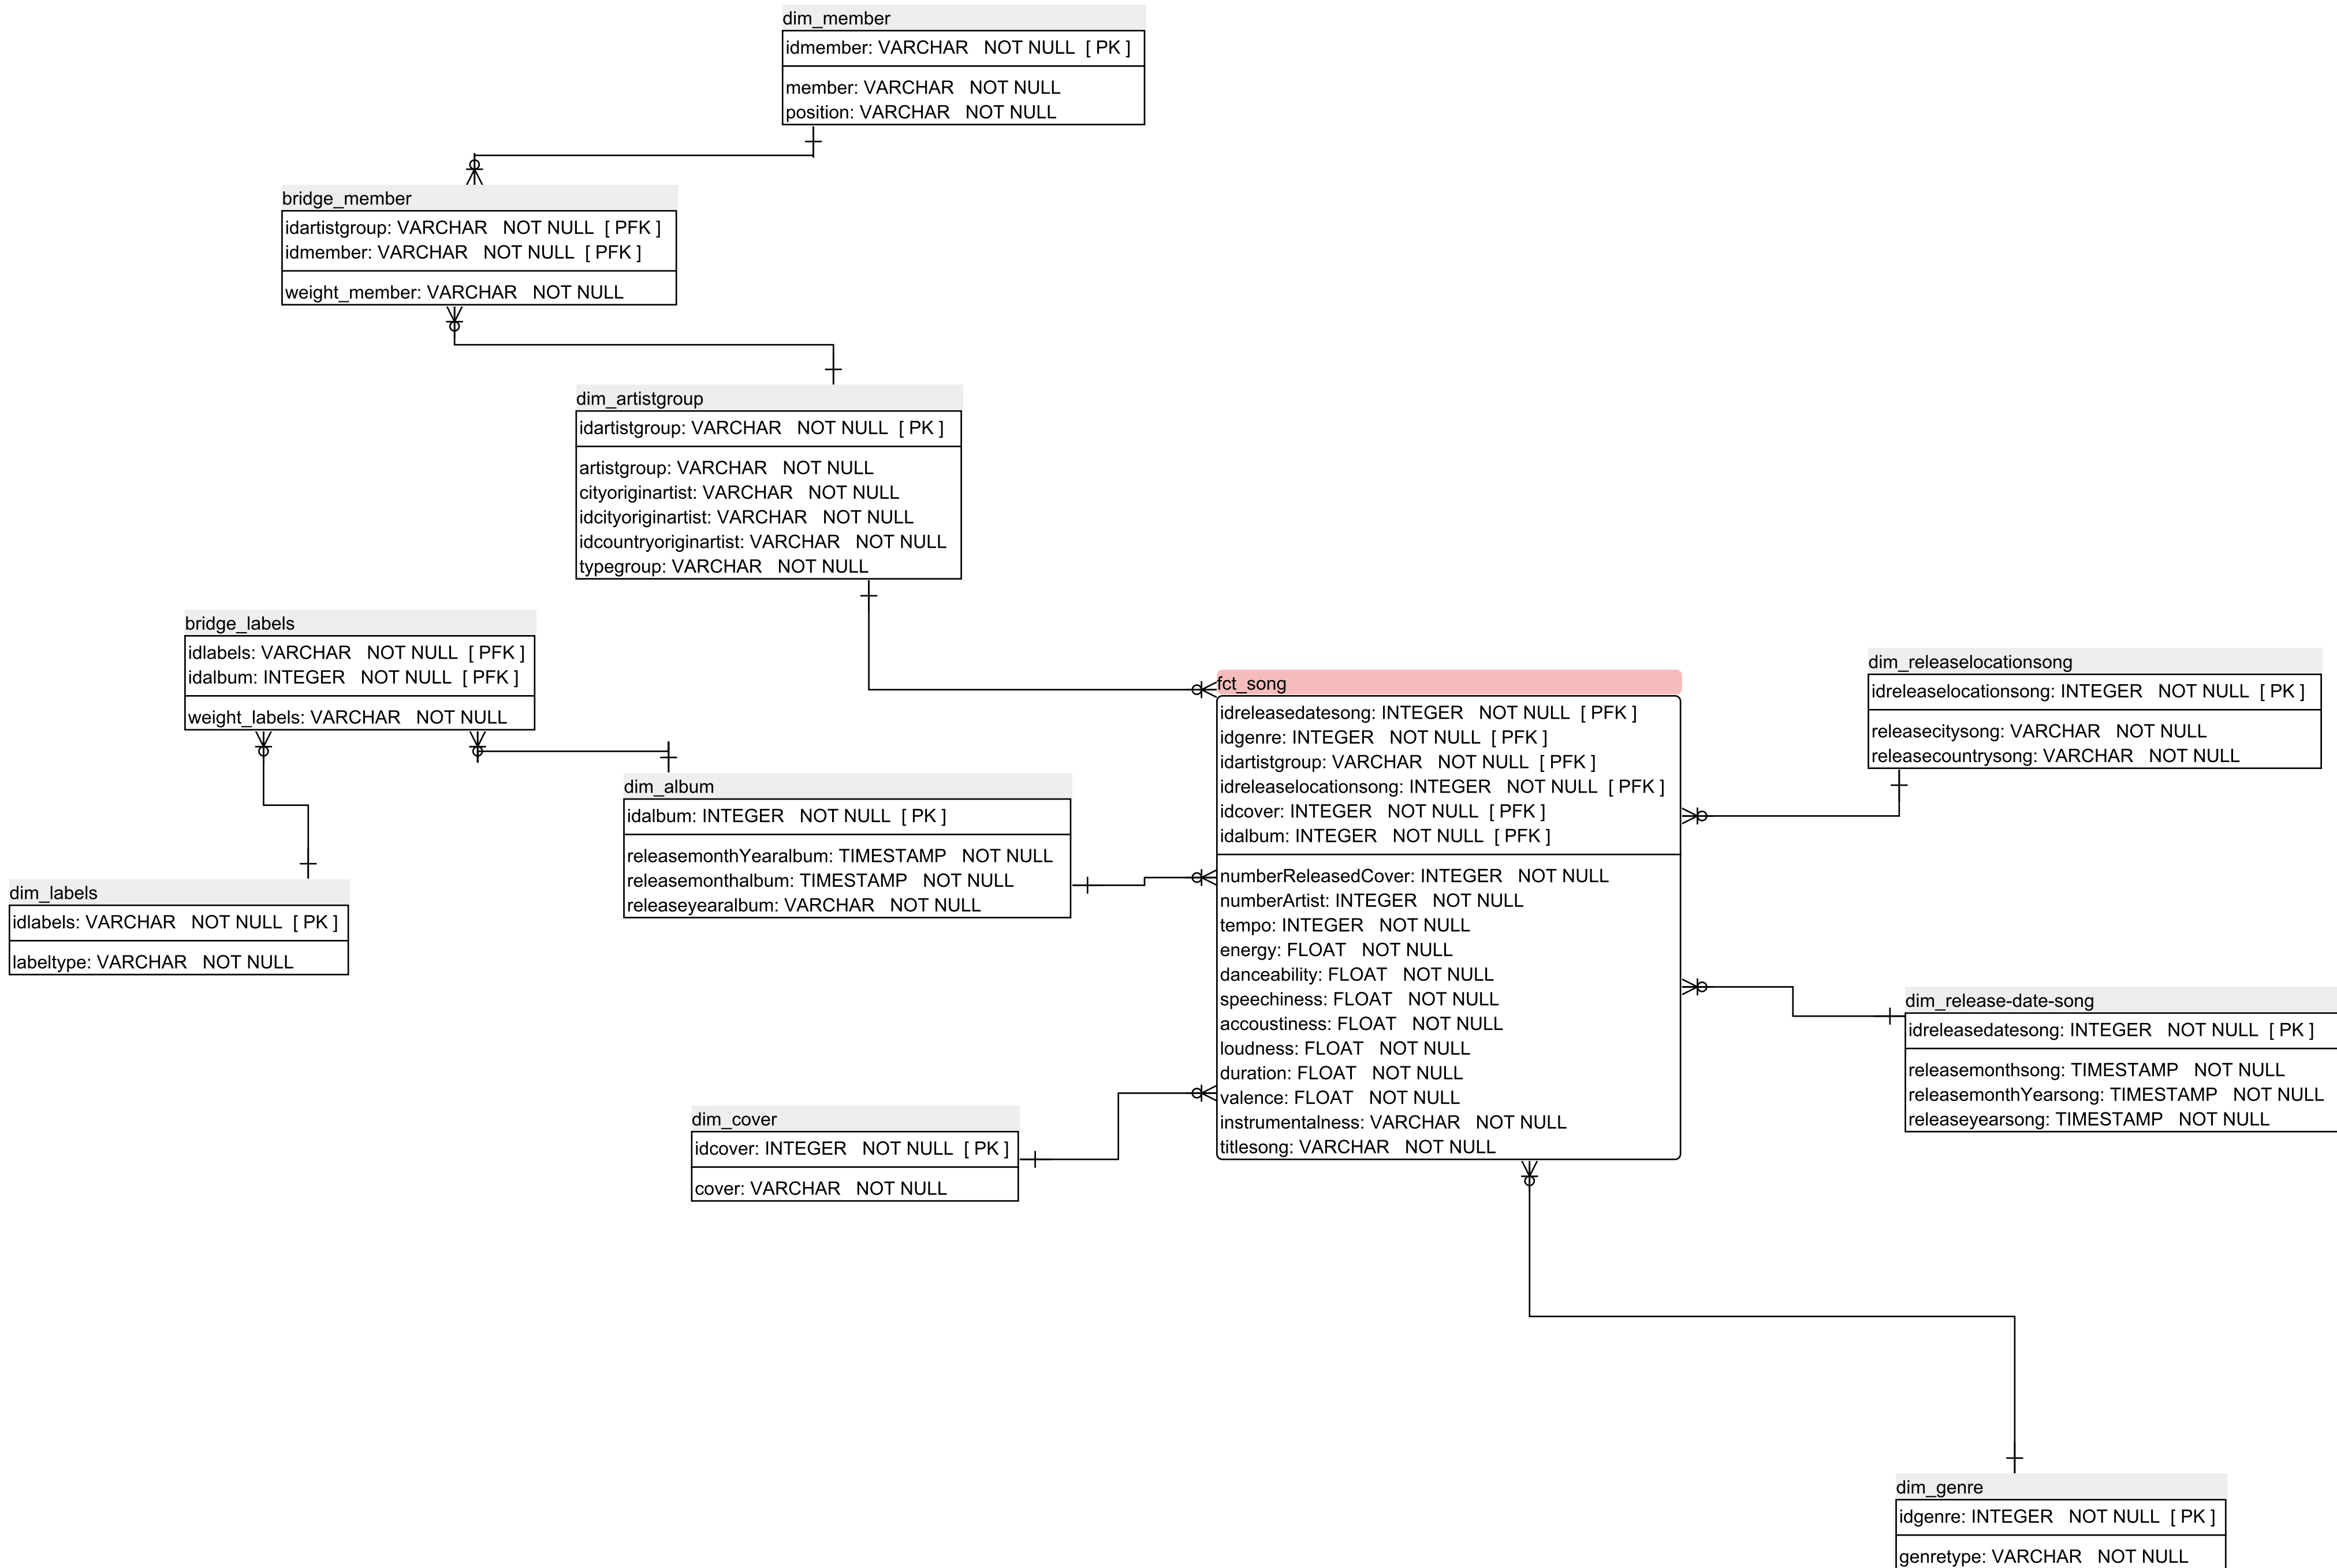 dim_member
idmember: VARCHAR NOT NULL [ PK ]
member: VARCHAR NOT NULL
position: VARCHAR NOT NULL
bridge_member
idartistgroup: VARCHAR NOT NULL [ PFK ]
idmember: VARCHAR NOT NULL [ PFK ]
weight_member: VARCHAR NOT NULL
dim_artistgroup
idartistgroup: VARCHAR NOT NULL [ PK ]
artistgroup: VARCHAR NOT NULL
cityoriginartist: VARCHAR NOT NULL
idcityoriginartist: VARCHAR NOT NULL
idcountryoriginartist: VARCHAR NOT NULL
typegroup: VARCHAR NOT NULL
bridge_labels
idlabels: VARCHAR NOT NULL [ PFK ]
idalbum: INTEGER NOT NULL [ PFK ]
weight_labels: VARCHAR NOT NULL
dim_labels
idlabels: VARCHAR NOT NULL [ PK ]
labeltype: VARCHAR NOT NULL
dim_album
idalbum: INTEGER NOT NULL [ PK ]
releasemonthYearalbum: TIMESTAMP NOT NULL
releasemonthalbum: TIMESTAMP NOT NULL
releaseyearalbum: VARCHAR NOT NULL
dim_cover
idcover: INTEGER NOT NULL [ PK ]
cover: VARCHAR NOT NULL
fct_song
idreleasedatesong: INTEGER NOT NULL [ PFK ]
idgenre: INTEGER NOT NULL [ PFK ]
idartistgroup: VARCHAR NOT NULL [ PFK ]
idreleaselocationsong: INTEGER NOT NULL [ PFK ]
idcover: INTEGER NOT NULL [ PFK ]
idalbum: INTEGER NOT NULL [ PFK ]
numberReleasedCover: INTEGER NOT NULL
numberArtist: INTEGER NOT NULL
tempo: INTEGER NOT NULL
energy: FLOAT NOT NULL
danceability: FLOAT NOT NULL
speechiness: FLOAT NOT NULL
accoustiness: FLOAT NOT NULL
loudness: FLOAT NOT NULL
duration: FLOAT NOT NULL
valence: FLOAT NOT NULL
instrumentalness: VARCHAR NOT NULL
titlesong: VARCHAR NOT NULL
dim_releaselocationsong
idreleaselocationsong: INTEGER NOT NULL [ PK ]
releasecitysong: VARCHAR NOT NULL
releasecountrysong: VARCHAR NOT NULL
dim_release-date-song
idreleasedatesong: INTEGER NOT NULL [ PK ]
releasemonthsong: TIMESTAMP NOT NULL
releasemonthYearsong: TIMESTAMP NOT NULL
releaseyearsong: TIMESTAMP NOT NULL
dim_genre
idgenre: INTEGER NOT NULL [ PK ]
genretype: VARCHAR NOT NULL